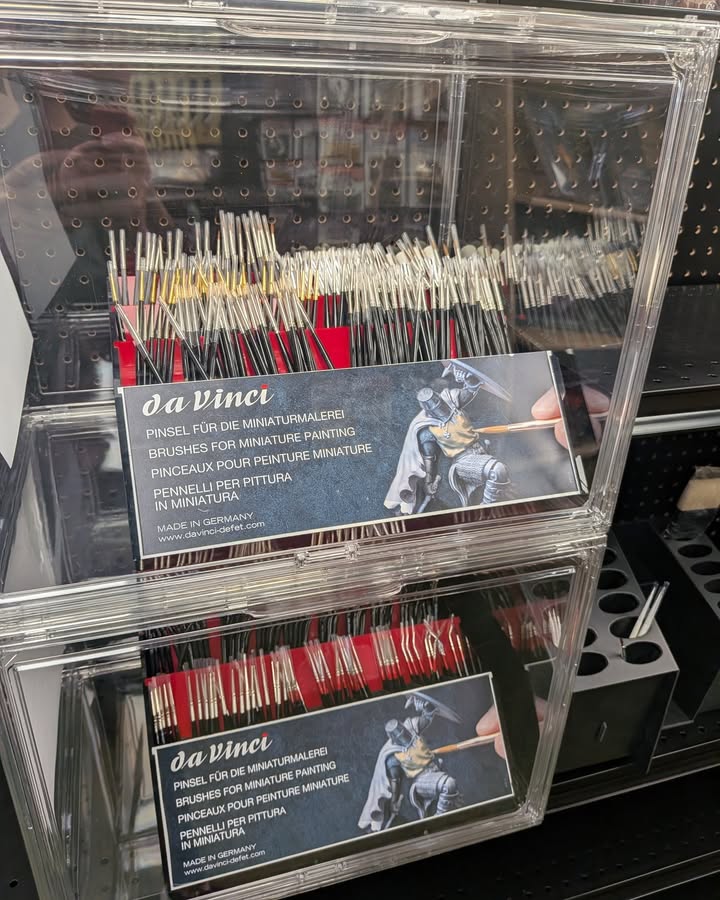 da Vinci
PINSEL FÜR DIE MINIATURMALEREI
BRUSHES FOR MINIATURE PAINTING
PINCEAUX POUR PEINTURE MINIATURE
PENNELLI PER PITTURA
IN MINIATURA
MADE IN GERMANY
www.davinci-defet.com
da Vinci
PINSEL FÜR DIE MINIATURMALEREI
BRUSHES FOR MINIATURE PAINTING
PINCEAUX POUR PEINTURE MINIATURE
PENNELLI PER PITTURA
IN MINIATURA
MADE IN GERMANY
www.davinci-defet.com